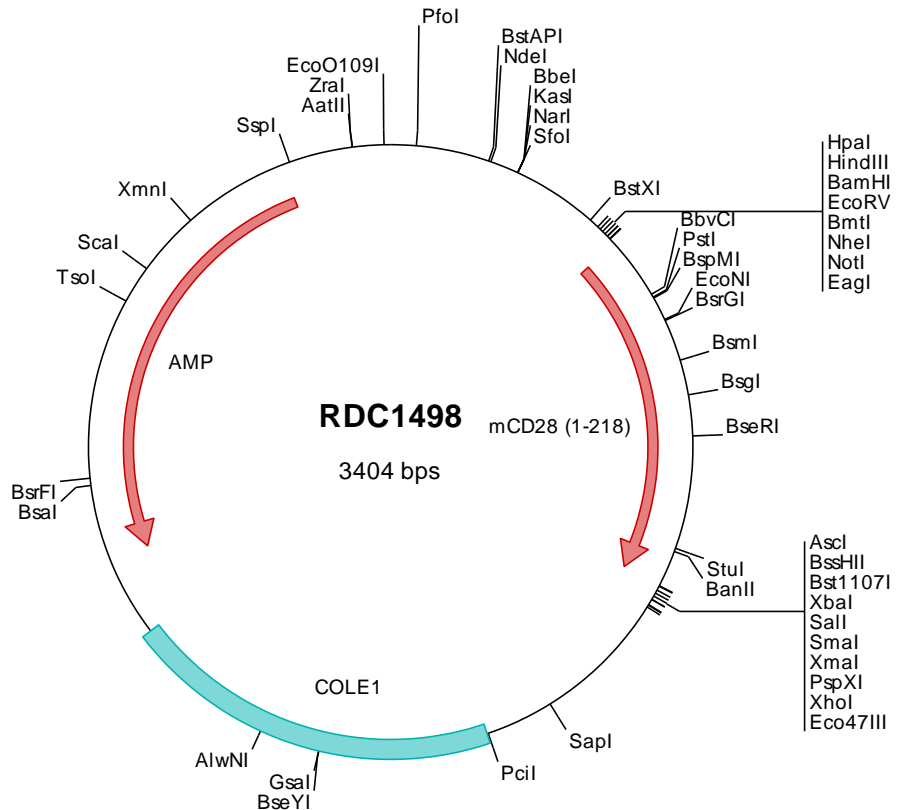 PfoI
BstAPI
NdeI
EcoO109I
ZraI
AatII
BbeI
KasI
NarI
SfoI
SspI
HpaI
HindIII
BamHI
EcoRV
BmtI
NheI
NotI
EagI
XmnI
BstXI
BbvCI
PstI
BspMI
EcoNI
BsrGI
ScaI
TsoI
BsmI
AMP
BsgI
RDC1498
mCD28 (1-218)
BseRI
3404 bps
BsrFI
BsaI
StuI
BanII
AscI
BssHII
Bst1107I
XbaI
SalI
SmaI
XmaI
PspXI
XhoI
Eco47III
COLE1
SapI
AlwNI
PciI
GsaI
BseYI